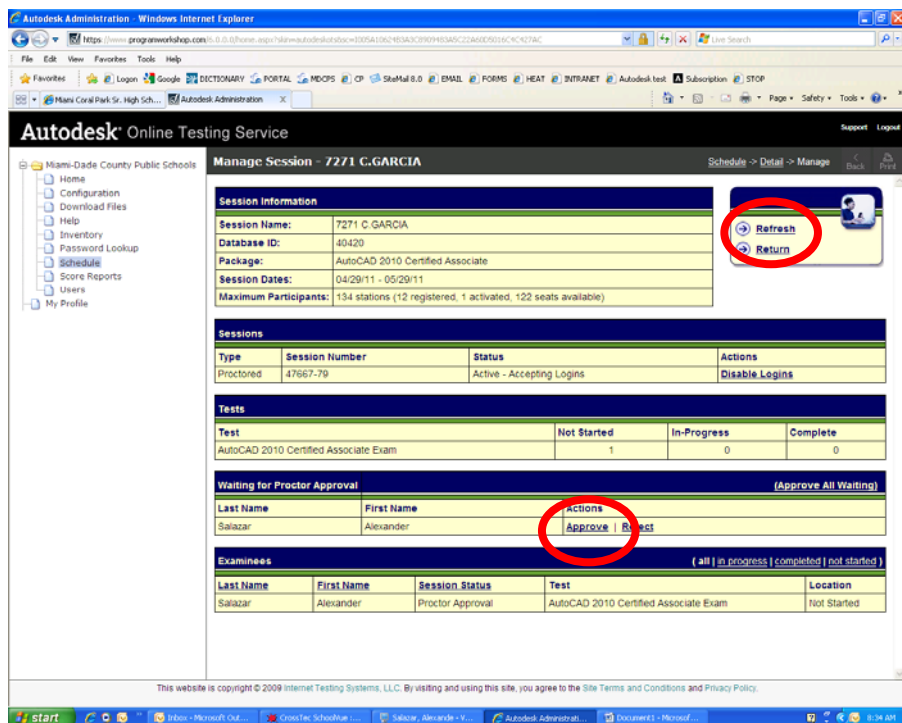 Autodesk Administration - Windows Internet Explorer
Live Search
File Edit View Favorites Tools Help
Favorites Logon Google DICTIONARY PORTAL MDCPS CP SiteMail 8.0 EMAIL FORMS HEAT INTRANET Autodesk test Subscription STOP
Miami Coral Park Sr. High Sch... Autodesk Administration X Page Safety Tools
Autodesk Online Testing Service Support Logout
Miami-Dade County Public Schools
Home
Configuration
Download Files
Help
Inventory
Password Lookup
Schedule
Score Reports
Users
My Profile
Manage Session - 7271 C.GARCIA Schedule -> Detail -> Manage Back Print
Session Information
Session Name: 7271 C.GARCIA
Database ID: 40420
Package: AutoCAD 2010 Certified Associate
Session Dates: 04/29/11 - 05/29/11
Maximum Participants: 134 stations (12 registered, 1 activated, 122 seats available)
Refresh
Return
Sessions
Type Session Number Status Actions
Proctored 47667-79 Active - Accepting Logins Disable Logins
Tests
Test Not Started In-Progress Complete
AutoCAD 2010 Certified Associate Exam 1 0 0
Waiting for Proctor Approval (Approve All Waiting)
Last Name First Name Actions
Salazar Alexander Approve | Reject
Examinees ( all | in progress | completed | not started )
Last Name First Name Session Status Test Location
Salazar Alexander Proctor Approval AutoCAD 2010 Certified Associate Exam Not Started
This website is copyright © 2009 Internet Testing Systems, LLC. By visiting and using this site, you agree to the Site Terms and Conditions and Privacy Policy.
start Inbox - Microsoft Out... CrossTec SchoolVue :... Salazar, Alexande - V... Autodesk Administrati... Document1 - Microsof... 8:34 AM